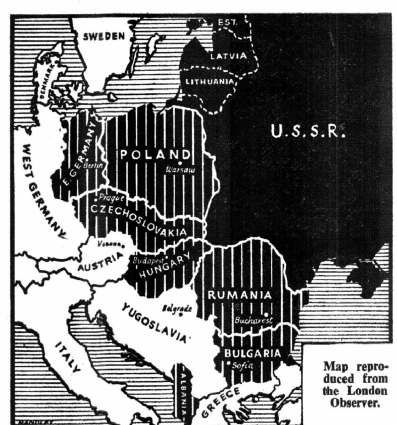 EST.
SWEDEN
LATVIA
DENMARK
LITHUANIA
U.S.S.R.
E GERMANY
Berlin
POLAND
Warsaw
WEST GERMANY
Prague
CZECHOSLOVAKIA
Vienna
AUSTRIA
Budapest
HUNGARY
RUMANIA
Belgrade
Bucharest
YUGOSLAVIA
BULGARIA
Sofia
ITALY
ALBANIA
GREECE
Map repro-
duced from
the London
Observer.